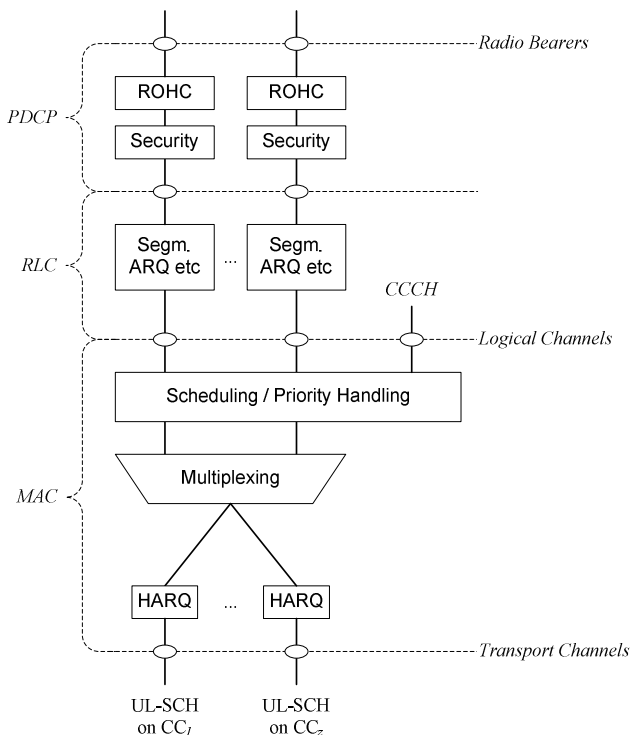 Radio Bearers
ROHC
ROHC
PDCP
Security
Security
Segm.
ARQ etc
...
Segm.
ARQ etc
RLC
CCCH
Logical Channels
Scheduling / Priority Handling
Multiplexing
MAC
HARQ
...
HARQ
Transport Channels
UL-SCH
on CC1
UL-SCH
on CCz